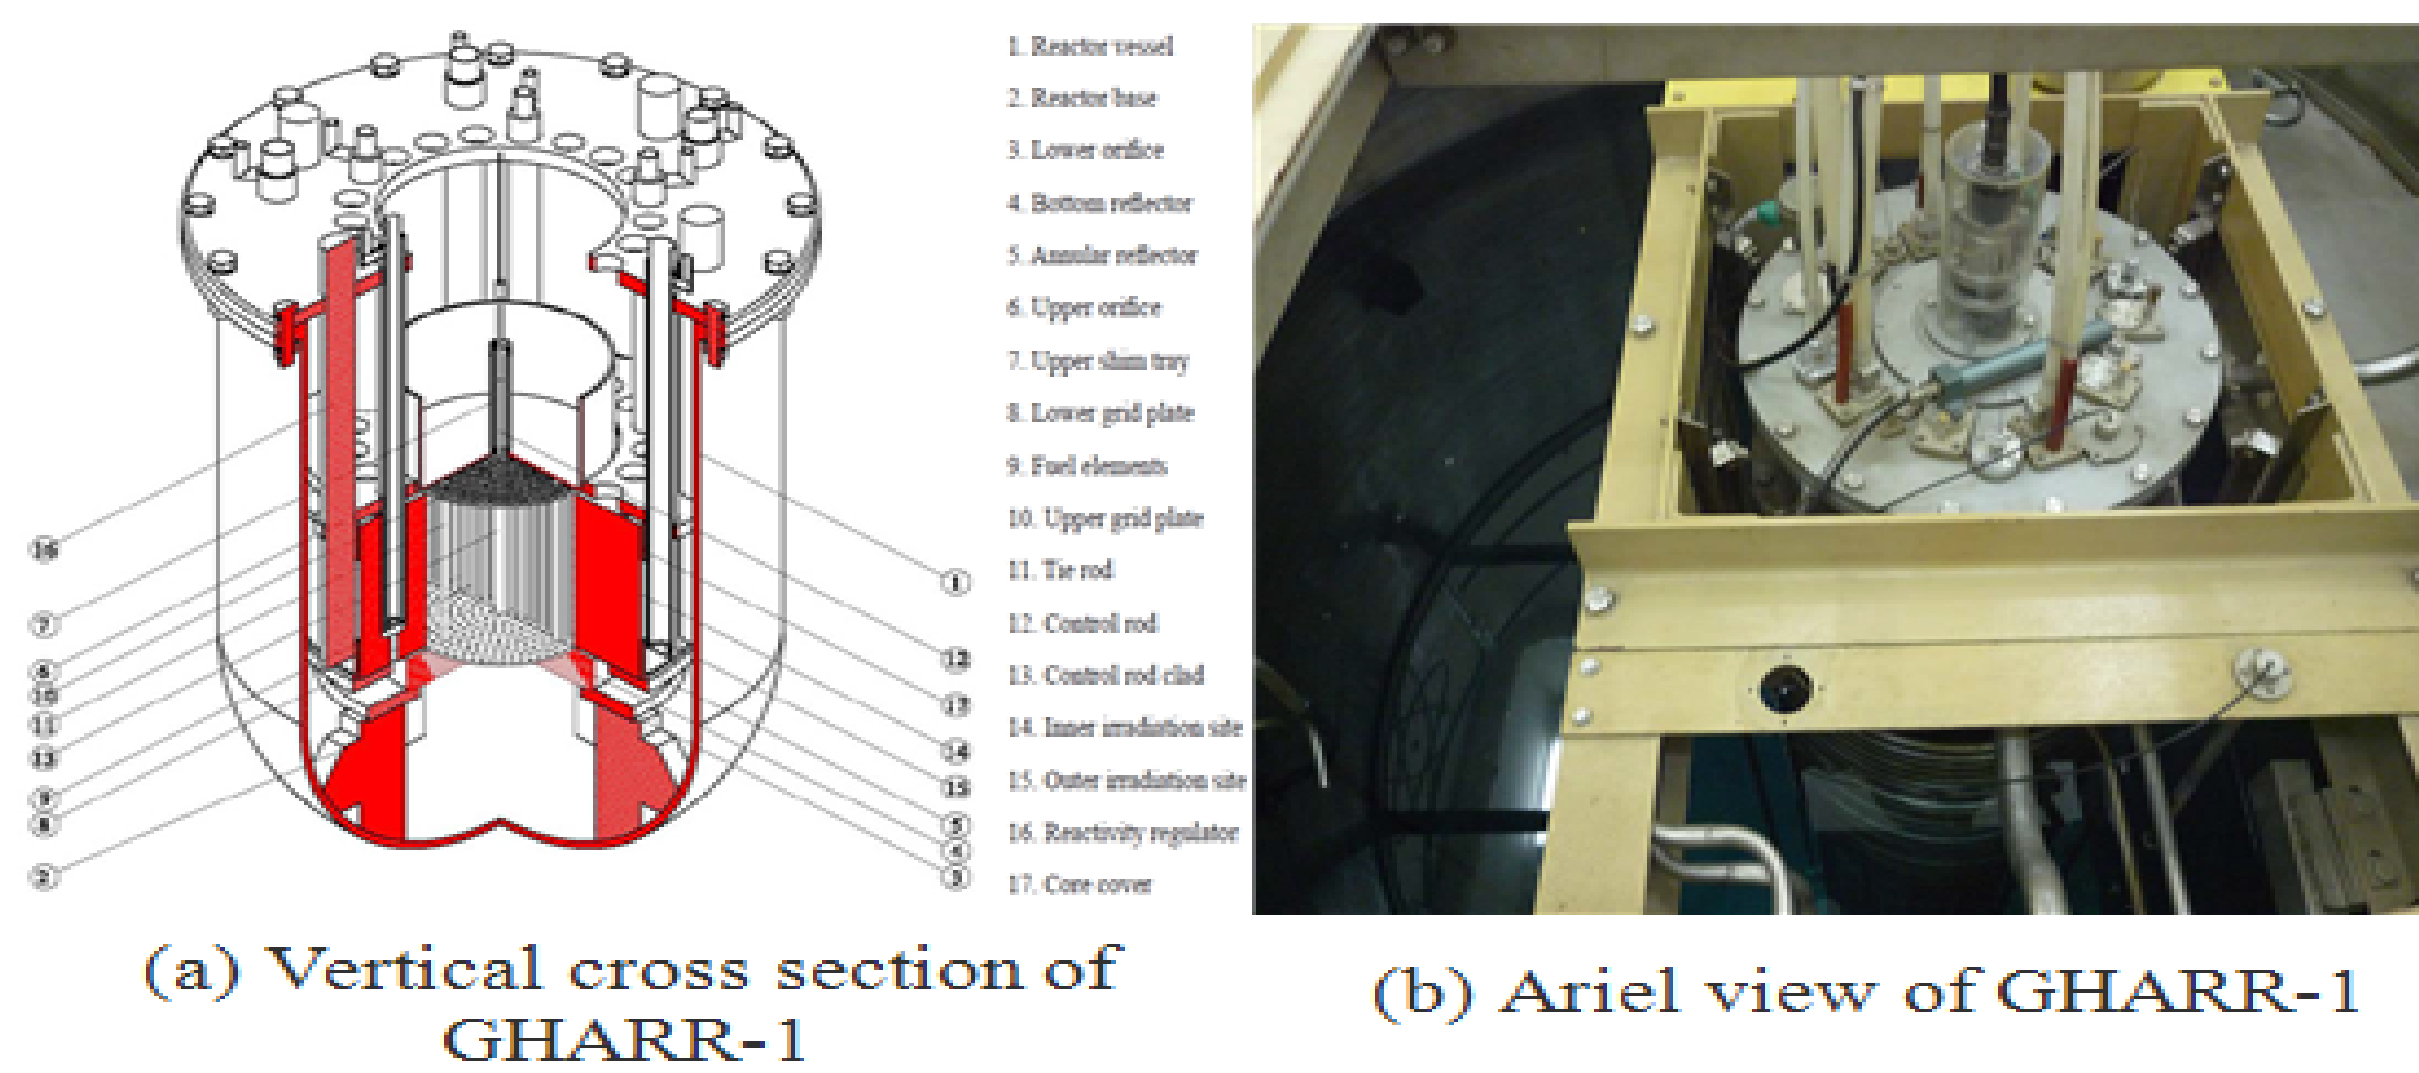 1. Reactor vessel
2. Reactor base
3. Lower orifice
4. Bottom reflector
5. Annular reflector
6. Upper orifice
7. Upper shim tray
8. Lower grid plate
9. Fuel elements
10. Upper grid plate
11. Tie rod
12. Control rod
13. Control rod clad
14. Inner irradiation site
15. Outer irradiation site
16. Reactivity regulator
17. Core cover
7
2
1
(a) Vertical cross section of
GHARR-1
(b) Ariel view of GHARR-1